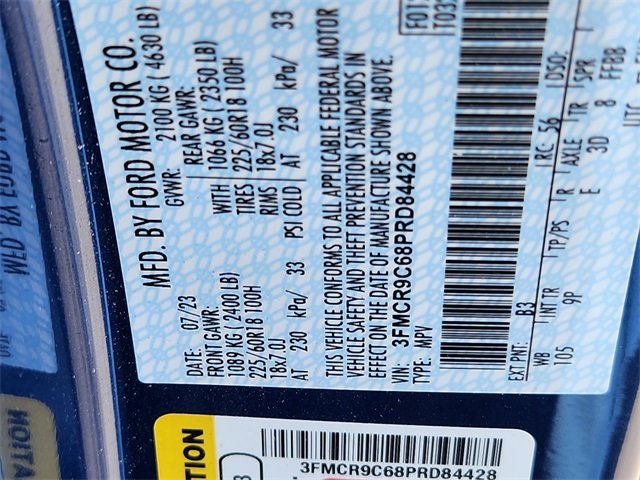 MFD. BY FORD MOTOR CO.
DATE: 07/23 GVWR: 2100 KG ( 4630 LB)
FRONT GAWR: REAR GAWR:
1089 KG ( 2400 LB) WITH 1066 KG ( 2350 LB)
225/60R18 100H TIRES 225/60R18 100H
18x7.0J RIMS 18x7.0J
AT 230 kPa/ 33 PSI COLD AT 230 kPa/ 33
THIS VEHICLE CONFORMS TO ALL APPLICABLE FEDERAL MOTOR
VEHICLE SAFETY AND THEFT PREVENTION STANDARDS IN
EFFECT ON THE DATE OF MANUFACTURE SHOWN ABOVE.
VIN: 3FMCR9C68PRD84428
TYPE: MPV
EXT PNT: B3 RC: 56 DSO:
WB INT TR TP/PS R AXLE TR SPR
105 9P E 3D 8 FFBB
UTC
3FMCR9C68PRD84428